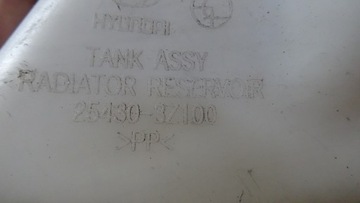 HYUNDAI
TANK ASSY
RADIATOR RESERVOIR
25430-3Z100
>PP<